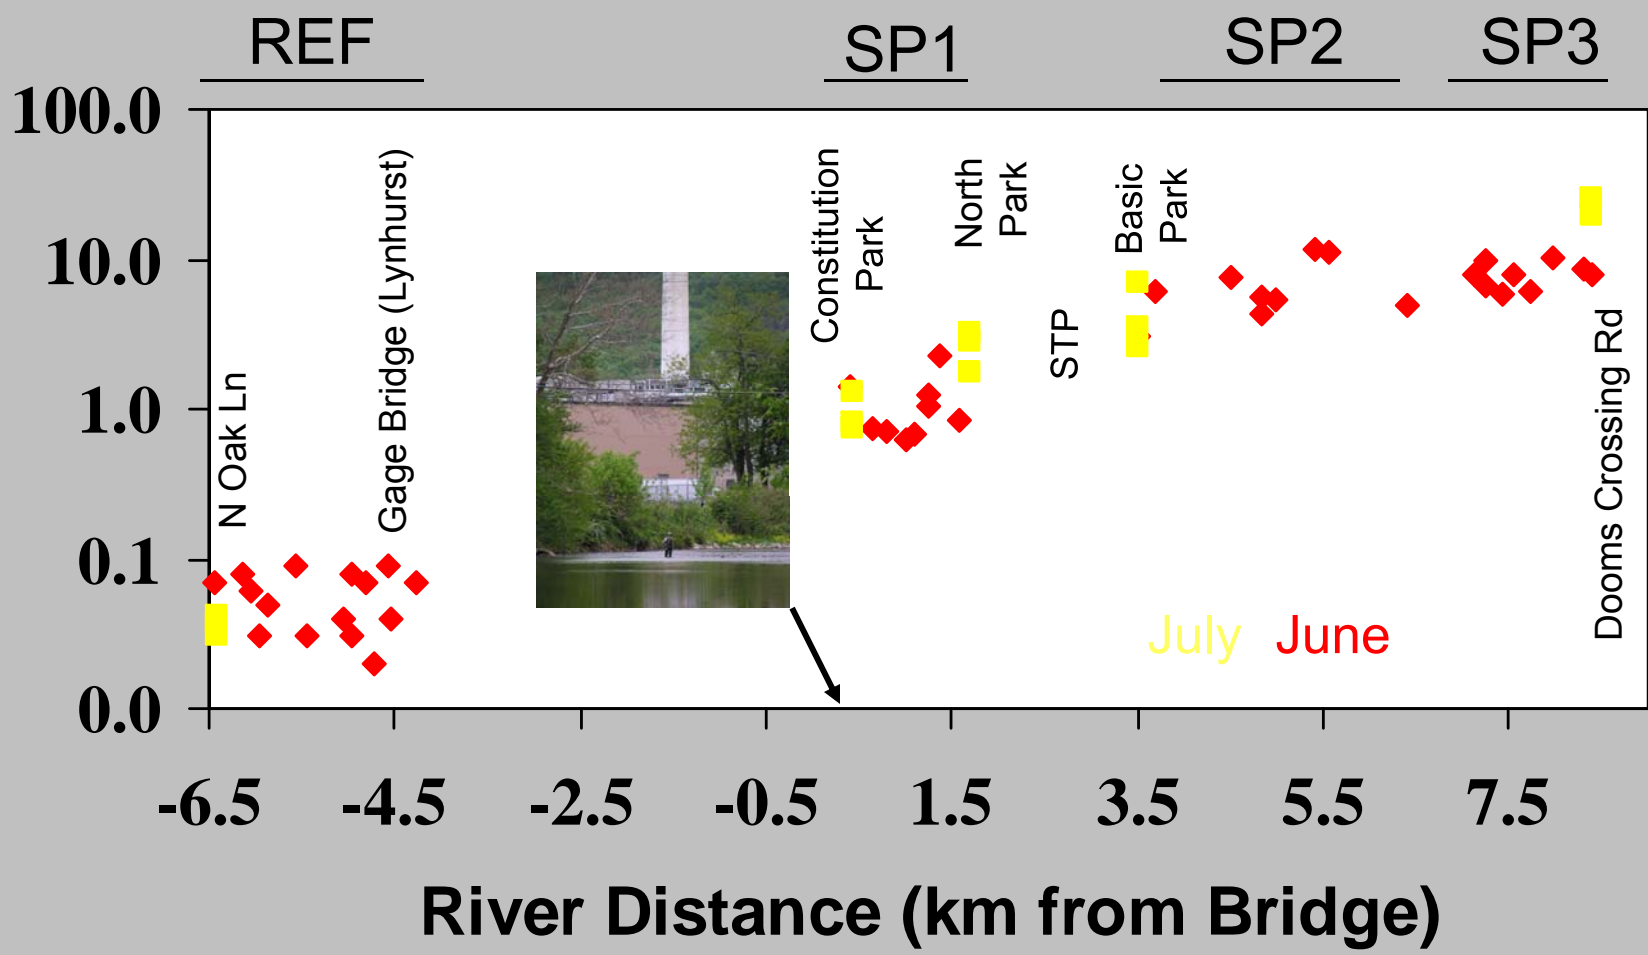 REF SP1 SP2 SP3
100.0
10.0
1.0
0.1
0.0
N Oak Ln
Gage Bridge (Lynhurst)
Constitution
Park
North
Park
STP
Basic
Park
Dooms Crossing Rd
July June
-6.5 -4.5 -2.5 -0.5 1.5 3.5 5.5 7.5
River Distance (km from Bridge)